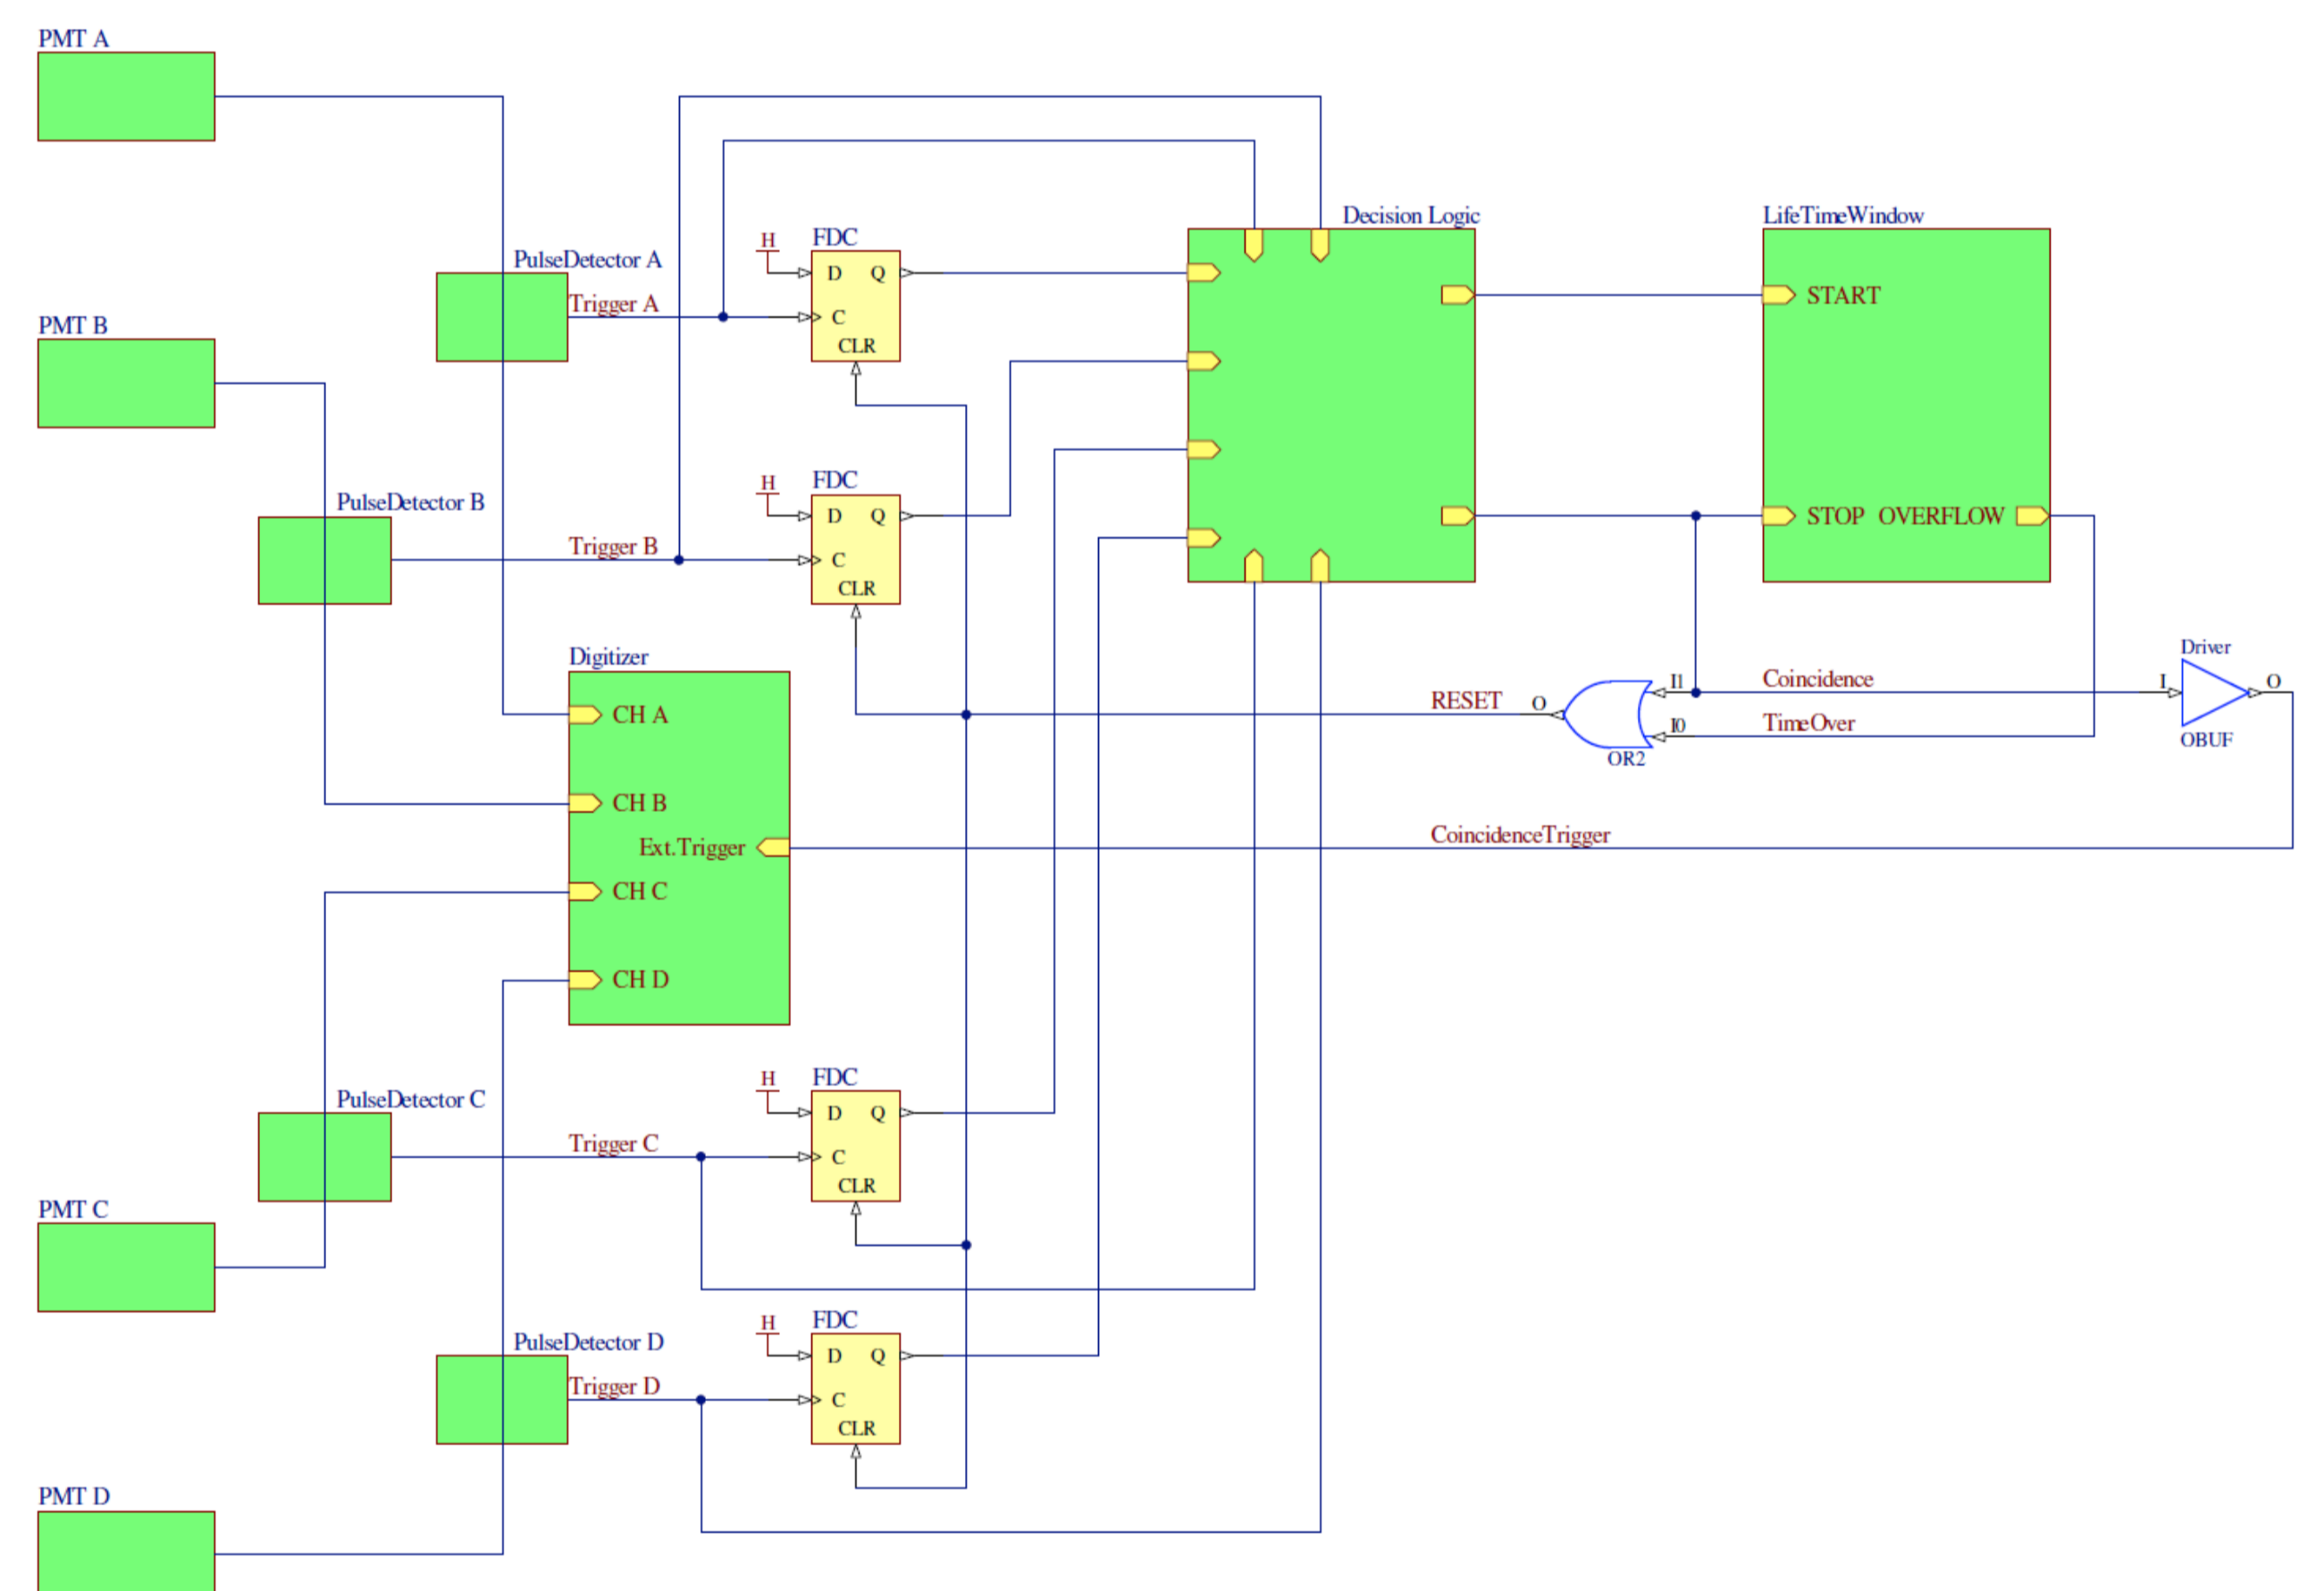 PMT A
Decision Logic
LifeTimeWindow
H
FDC
PulseDetector A
D Q
Trigger A
START
PMT B
C
CLR
H
FDC
PulseDetector B
D Q
STOP OVERFLOW
Trigger B
C
CLR
Digitizer
Driver
I1
Coincidence
I
O
RESET
O
CH A
I0
TimeOver
OBUF
OR2
CH B
CoincidenceTrigger
Ext.Trigger
CH C
CH D
H
FDC
PulseDetector C
D Q
Trigger C
C
CLR
PMT C
H
FDC
PulseDetector D
D Q
Trigger D
C
CLR
PMT D